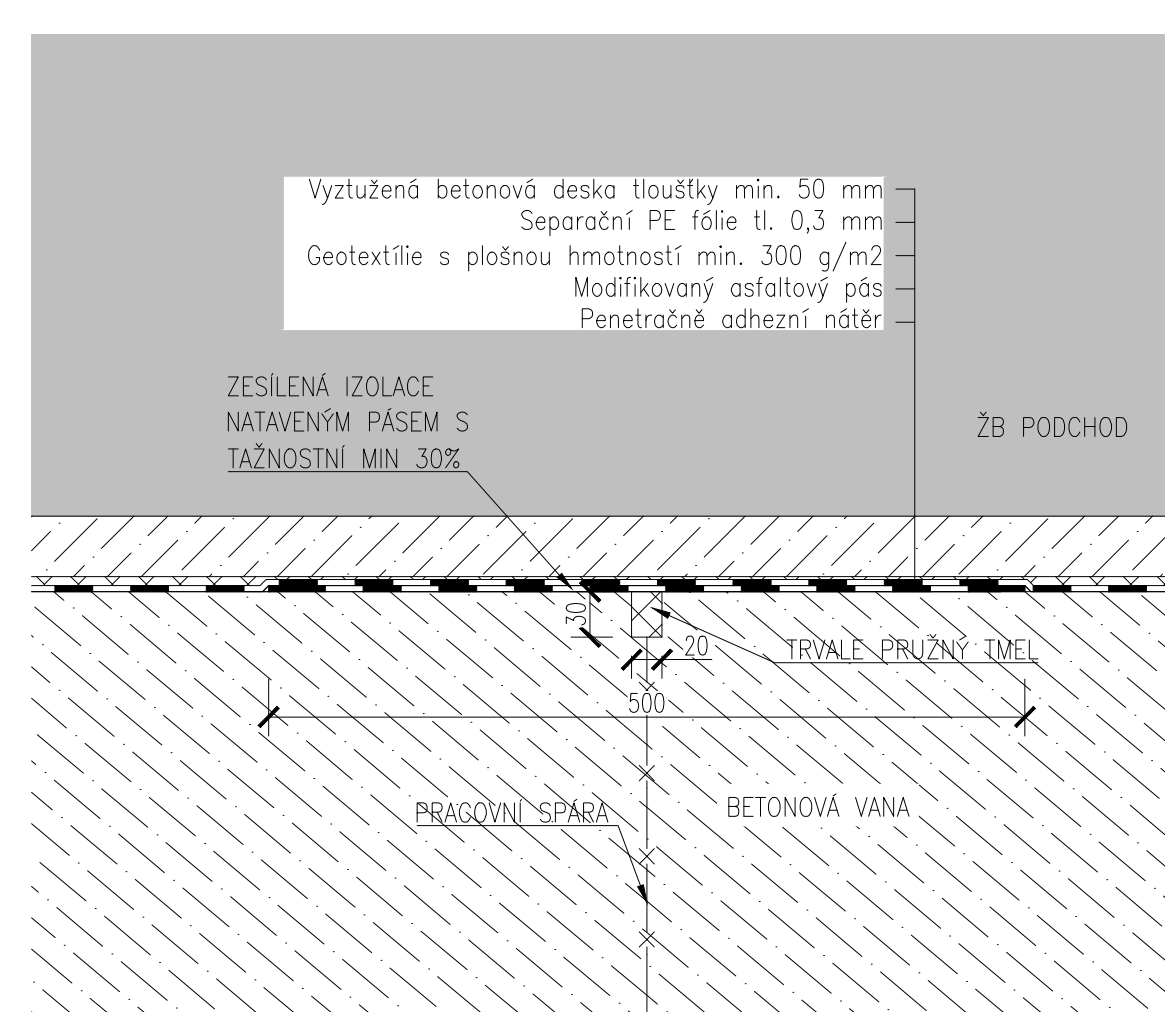 Vyztužená betonová deska tloušťky min. 50 mm
Separační PE fólie tl. 0,3 mm
Geotextílie s plošnou hmotností min. 300 g/m2
Modifikovaný asfaltový pás
Penetračně adhezní nátěr
ZESÍLENÁ IZOLACE
NATAVENÝM PÁSEM S
TAŽNOSTNÍ MIN 30%
ŽB PODCHOD
30
20
TRVALE PRUŽNÝ TMEL
500
PRACOVNÍ SPÁRA
BETONOVÁ VANA